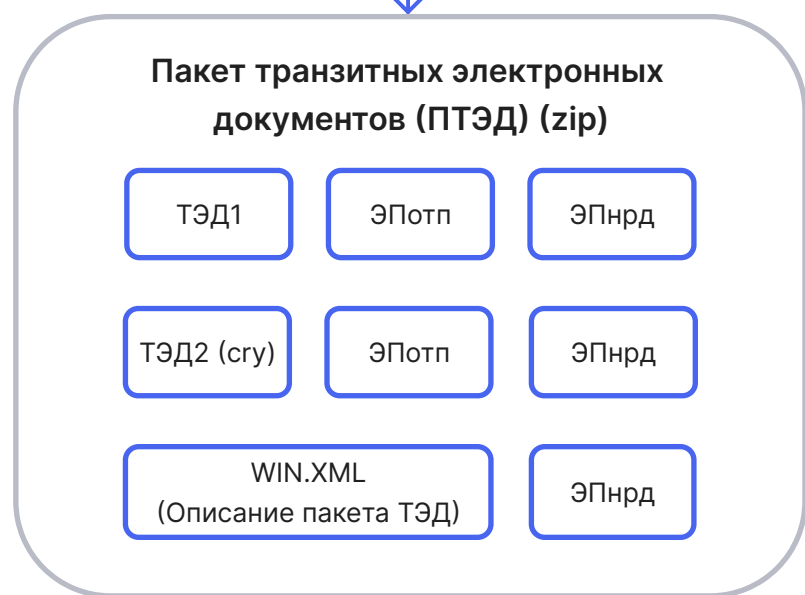 Пакет транзитных электронных
документов (ПТЭД) (zip)
ТЭД1 ЭПотп ЭПнрд
ТЭД2 (cry) ЭПотп ЭПнрд
WIN.XML
(Описание пакета ТЭД)
ЭПнрд